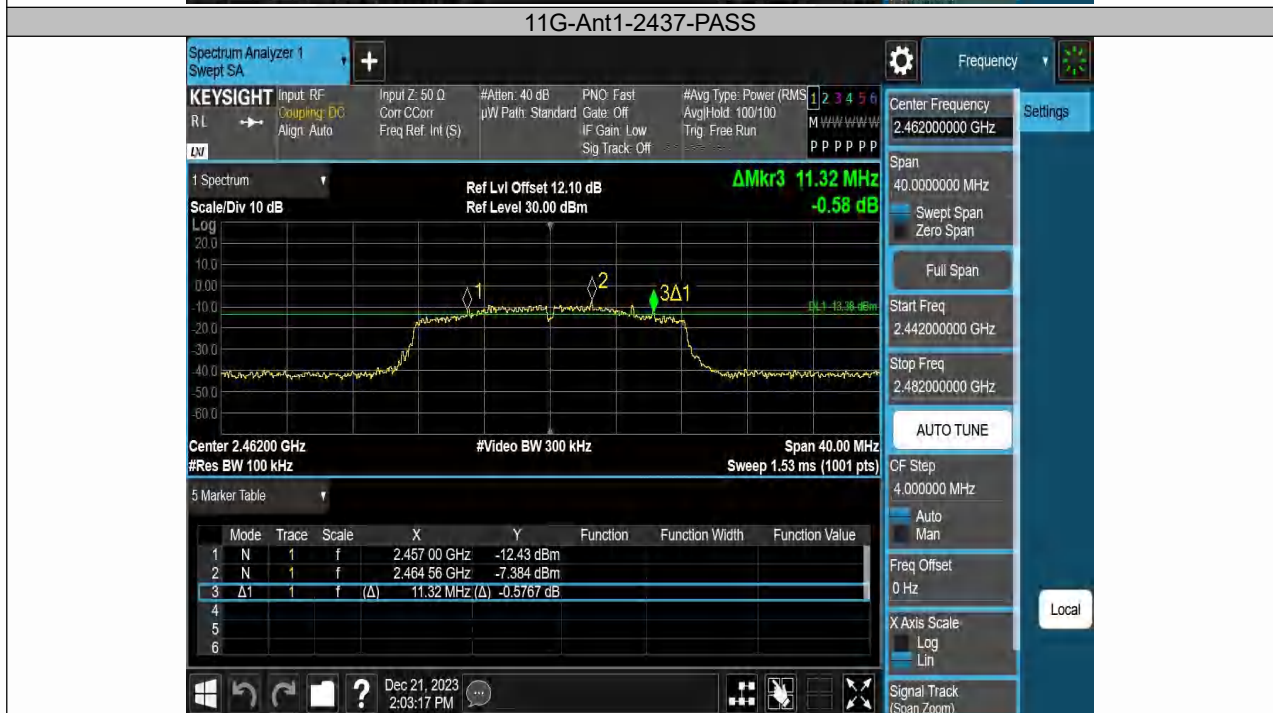 11G-Ant1-2437-PASS
Spectrum Analyzer 1
Swept SA
+
Frequency
KEYSIGHT
RL
LXI
Input: RF
Coupling: DC
Align: Auto
Input Z: 50 Ω
Corr CCorr
Freq Ref: Int (S)
#Atten: 40 dB
µW Path: Standard
PNO: Fast
Gate: Off
IF Gain: Low
Sig Track: Off
#Avg Type: Power (RMS
Avg|Hold: 100/100
Trig: Free Run
1 2 3 4 5 6
M W W W W W
P P P P P P
1 Spectrum
Scale/Div 10 dB
Ref Lvl Offset 12.10 dB
Ref Level 30.00 dBm
ΔMkr3 11.32 MHz
-0.58 dB
Log
20.0
10.0
0.00
-10.0
-20.0
-30.0
-40.0
-50.0
-60.0
1
2
3Δ1
DL1 -13.38 dBm
Center 2.46200 GHz
#Video BW 300 kHz
Span 40.00 MHz
#Res BW 100 kHz
Sweep 1.53 ms (1001 pts)
5 Marker Table
Mode Trace Scale X Y Function Function Width Function Value
1 N 1 f 2.457 00 GHz -12.43 dBm
2 N 1 f 2.464 56 GHz -7.384 dBm
3 Δ1 1 f (Δ) 11.32 MHz (Δ) -0.5767 dB
4
5
6
?
Dec 21, 2023
2:03:17 PM
Center Frequency
2.462000000 GHz
Settings
Span
40.0000000 MHz
Swept Span
Zero Span
Full Span
Start Freq
2.442000000 GHz
Stop Freq
2.482000000 GHz
AUTO TUNE
CF Step
4.000000 MHz
Auto
Man
Freq Offset
0 Hz
Local
X Axis Scale
Log
Lin
Signal Track
(Span Zoom)